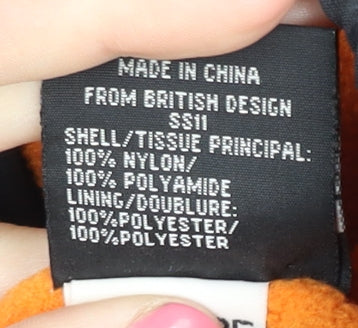 MADE IN CHINA
FROM BRITISH DESIGN
SS11
SHELL/TISSUE PRINCIPAL:
100% NYLON/
100% POLYAMIDE
LINING/DOUBLURE:
100%POLYESTER/
100%POLYESTER